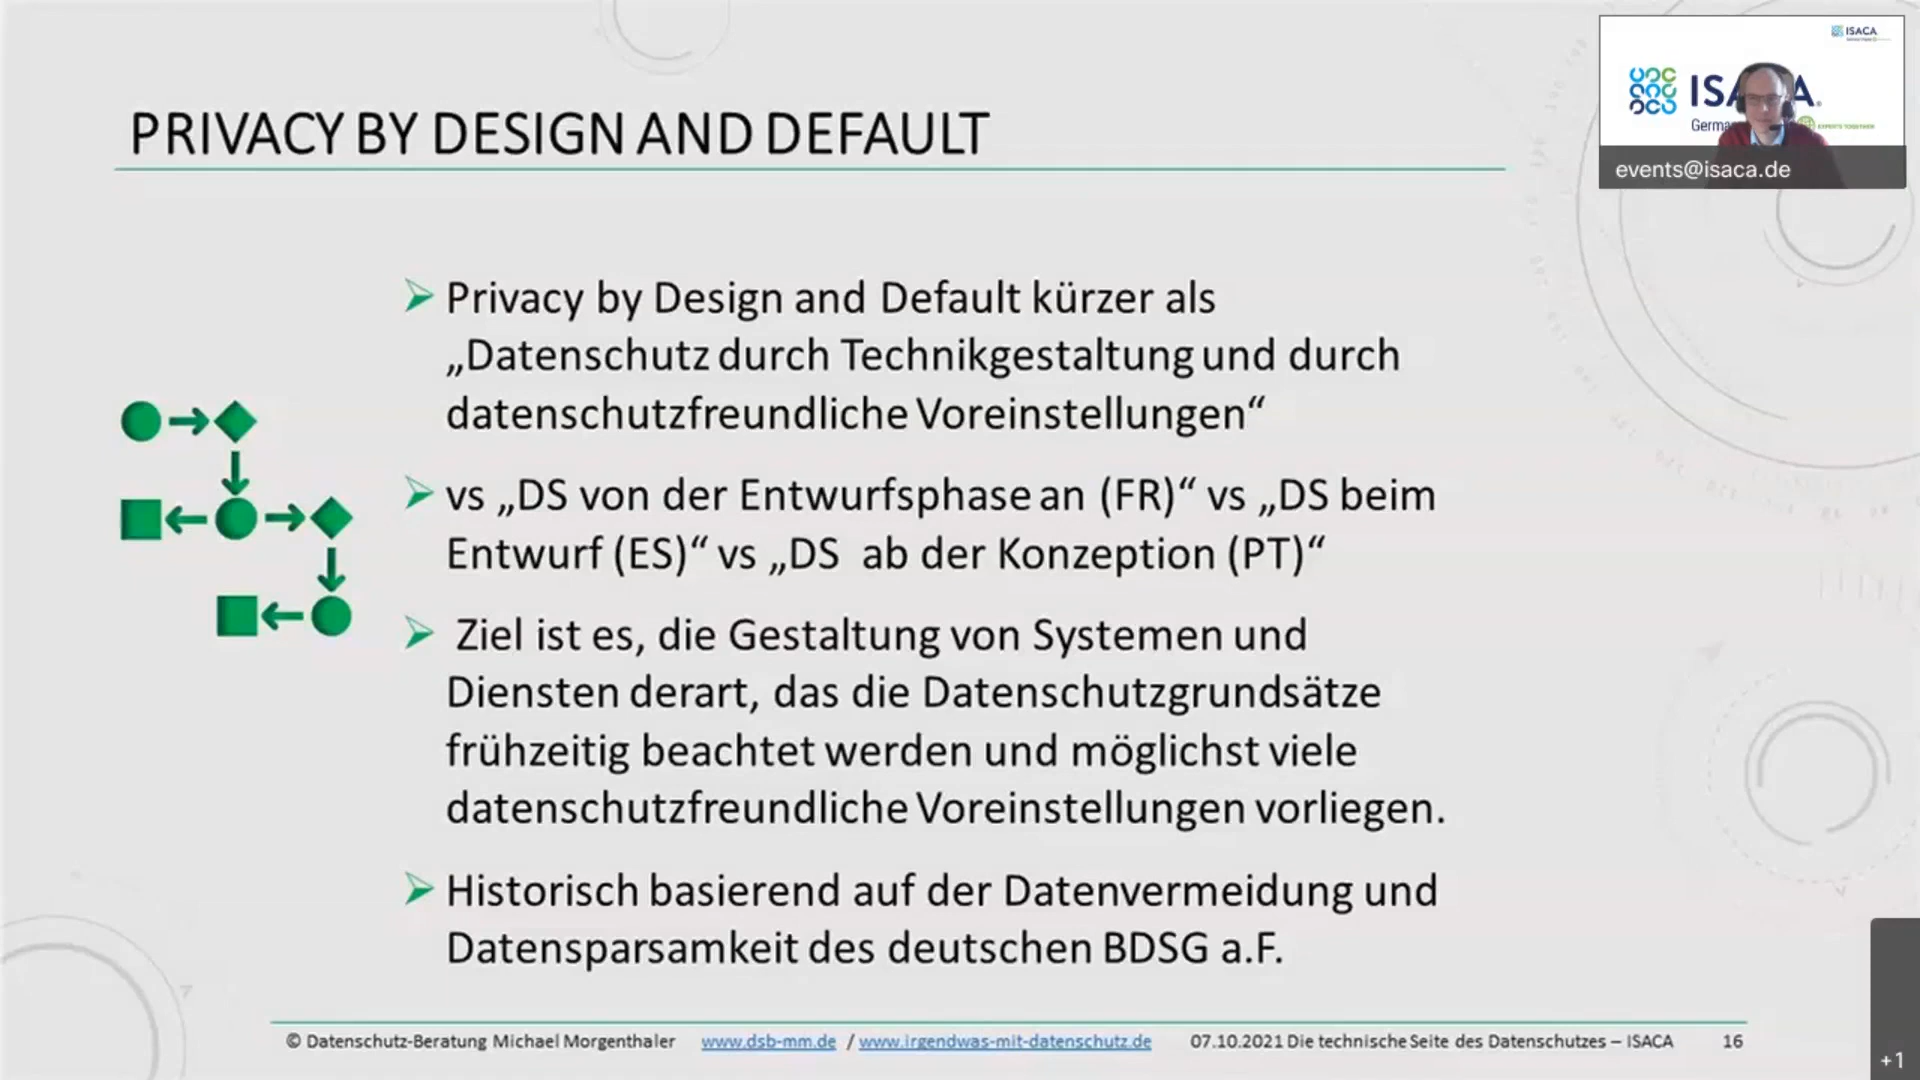 PRIVACY BY DESIGN AND DEFAULT
ISACA
events@isaca.de
Privacy by Design and Default kürzer als
„Datenschutz durch Technikgestaltung und durch
datenschutzfreundliche Voreinstellungen“
vs „DS von der Entwurfsphase an (FR)“ vs „DS beim
Entwurf (ES)“ vs „DS ab der Konzeption (PT)“
Ziel ist es, die Gestaltung von Systemen und
Diensten derart, das die Datenschutzgrundsätze
frühzeitig beachtet werden und möglichst viele
datenschutzfreundliche Voreinstellungen vorliegen.
Historisch basierend auf der Datenvermeidung und
Datensparsamkeit des deutschen BDSG a.F.
© Datenschutz-Beratung Michael Morgenthaler www.dsb-mm.de / www.irgendwas-mit-datenschutz.de 07.10.2021 Die technische Seite des Datenschutzes – ISACA 16
+1